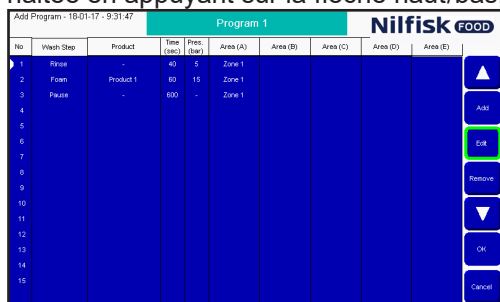 haitée en appuyant sur la flèche haut/bas
Add Program - 18-01-17 - 9:31:47
Program 1
Nilfisk FOOD
No Wash Step Product Time (sec) Pres. (bar) Area (A) Area (B) Area (C) Area (D) Area (E)
1 Rinse - 40 5 Zone 1
2 Foam Product 1 60 15 Zone 1
3 Pause - 600 - Zone 1
4
5
6
7
8
9
10
11
12
13
14
15
Add
Edit
Remove
OK
Cancel